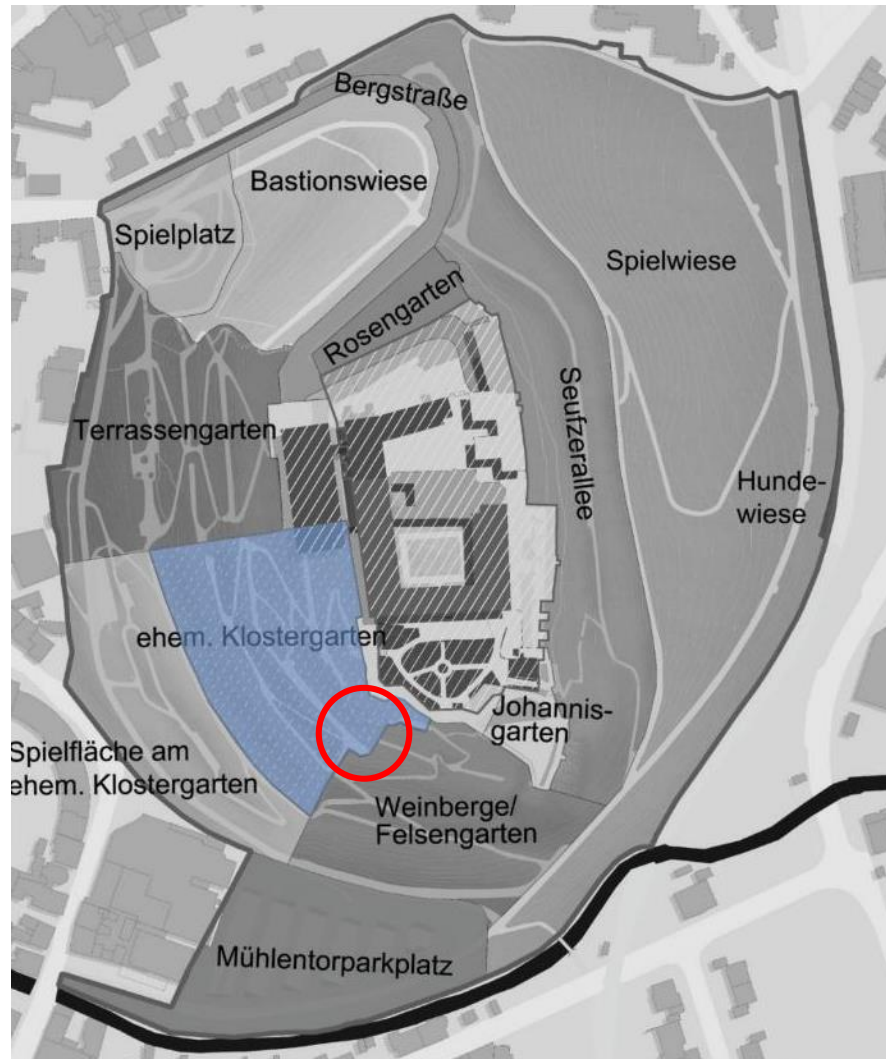 Bergstraße
Bastionswiese
Spielplatz
Spielwiese
Rosengarten
Seufzerallee
Terrassengarten
Hunde-
wiese
ehem. Klostergarten
Johannis-
garten
Spielfläche am
ehem. Klostergarten
Weinberge/
Felsengarten
Mühlentorparkplatz